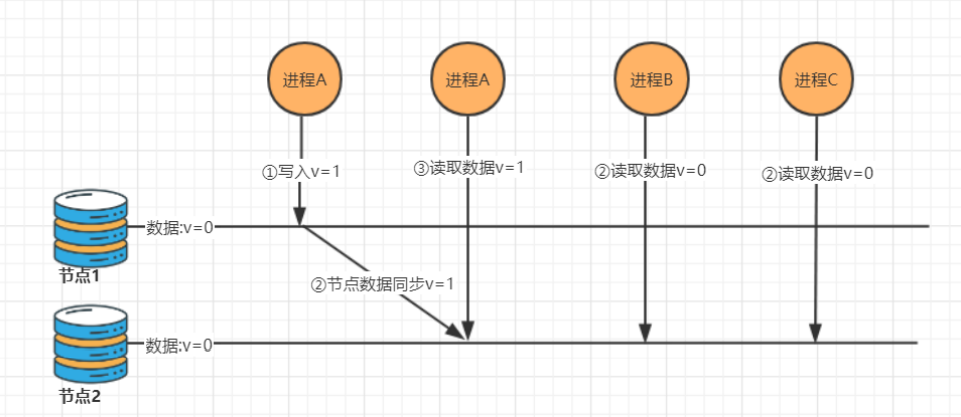 进程A
进程A
进程B
进程C
①写入v=1
③读取数据v=1
②读取数据v=0
②读取数据v=0
数据:v=0
节点1
②节点数据同步v=1
数据:v=0
节点2